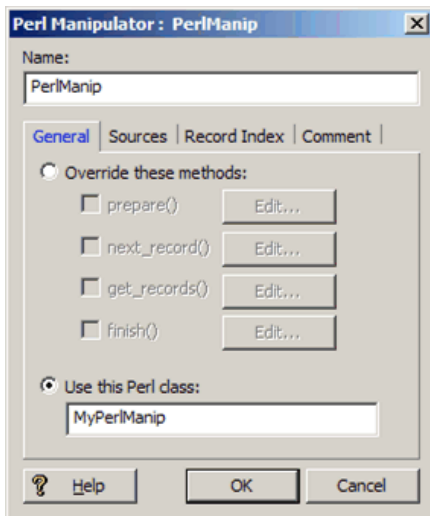 Perl Manipulator : PerlManip
Name:
PerlManip
General Sources Record Index Comment
Override these methods:
prepare() Edit...
next_record() Edit...
get_records() Edit...
finish() Edit...
Use this Perl class:
MyPerlManip
? Help OK Cancel